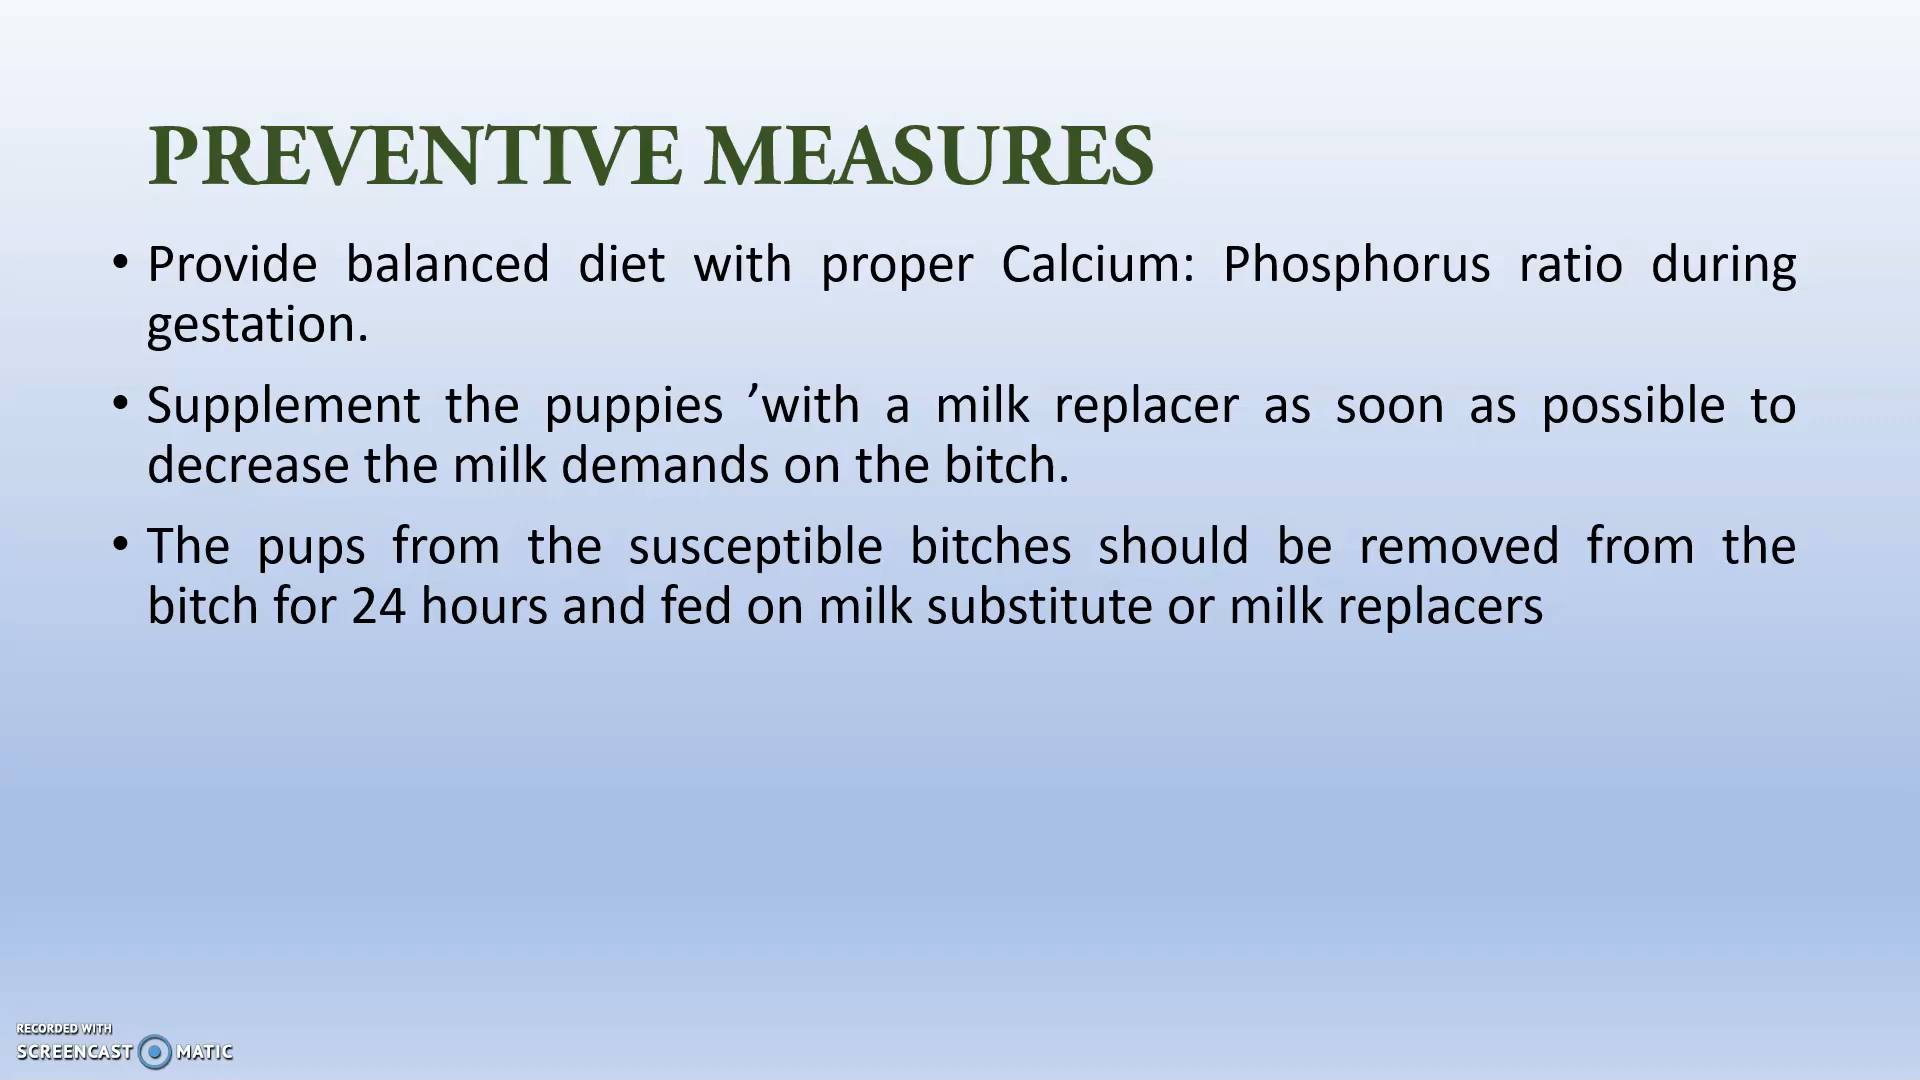 PREVENTIVE MEASURES
• Provide balanced diet with proper Calcium: Phosphorus ratio during
gestation.
• Supplement the puppies ’with a milk replacer as soon as possible to
decrease the milk demands on the bitch.
• The pups from the susceptible bitches should be removed from the
bitch for 24 hours and fed on milk substitute or milk replacers
RECORDED WITH
SCREENCAST MATIC